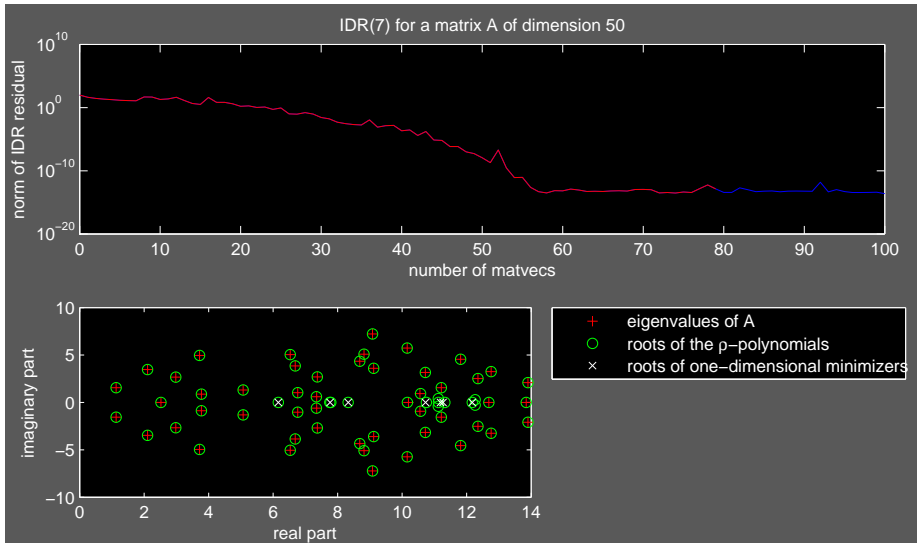 IDR(7) for a matrix A of dimension 50
10^10
10^0
10^−10
10^−20
norm of IDR residual
0 10 20 30 40 50 60 70 80 90 100
number of matvecs
10
5
0
−5
−10
imaginary part
0 2 4 6 8 10 12 14
real part
eigenvalues of A
roots of the ρ−polynomials
roots of one−dimensional minimizers